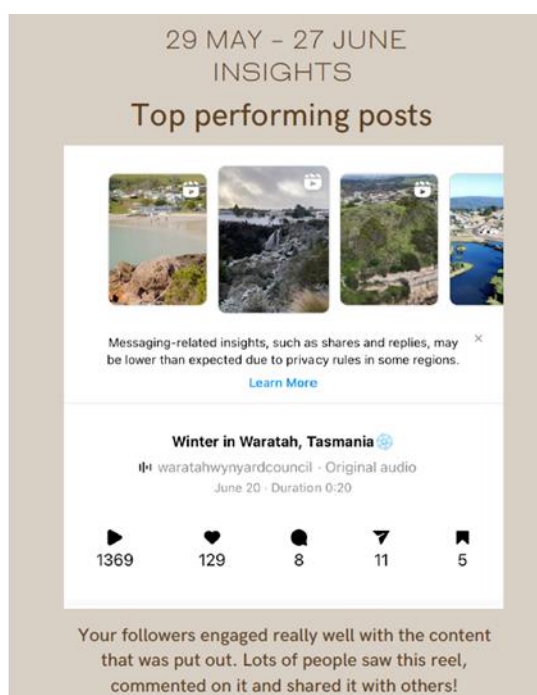 29 MAY – 27 JUNE
INSIGHTS
Top performing posts
Messaging-related insights, such as shares and replies, may
be lower than expected due to privacy rules in some regions.
Learn More
Winter in Waratah, Tasmania
waratahwynyardcouncil · Original audio
June 20 · Duration 0:20
1369 129 8 11 5
Your followers engaged really well with the content
that was put out. Lots of people saw this reel,
commented on it and shared it with others!